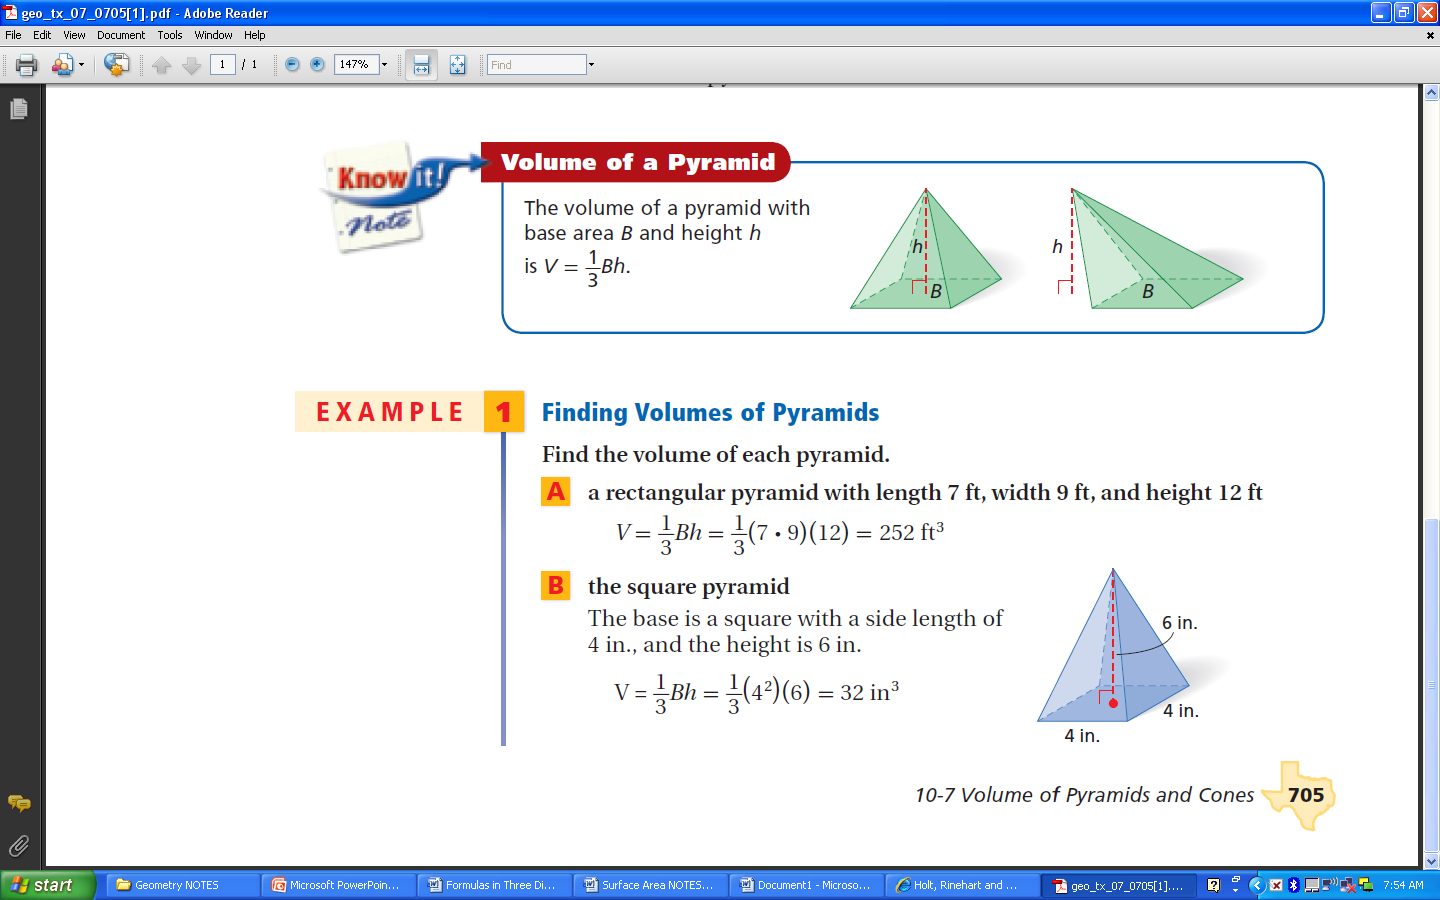 geo_tx_07_0705[1].pdf - Adobe Reader
File Edit View Document Tools Window Help
1 / 1 147% Find
Know it!
Note
Volume of a Pyramid
The volume of a pyramid with
base area B and height h
is V = 1/3 Bh.
h
B
h
B
EXAMPLE 1 Finding Volumes of Pyramids
Find the volume of each pyramid.
A a rectangular pyramid with length 7 ft, width 9 ft, and height 12 ft
V = 1/3 Bh = 1/3 (7 • 9)(12) = 252 ft³
B the square pyramid
The base is a square with a side length of
4 in., and the height is 6 in.
V = 1/3 Bh = 1/3 (4²)(6) = 32 in³
6 in.
4 in.
4 in.
10-7 Volume of Pyramids and Cones 705
start Geometry NOTES Microsoft PowerPoin... Formulas in Three Di... Surface Area NOTES... Document1 - Microso... Holt, Rinehart and ... geo_tx_07_0705[1].... 7:54 AM